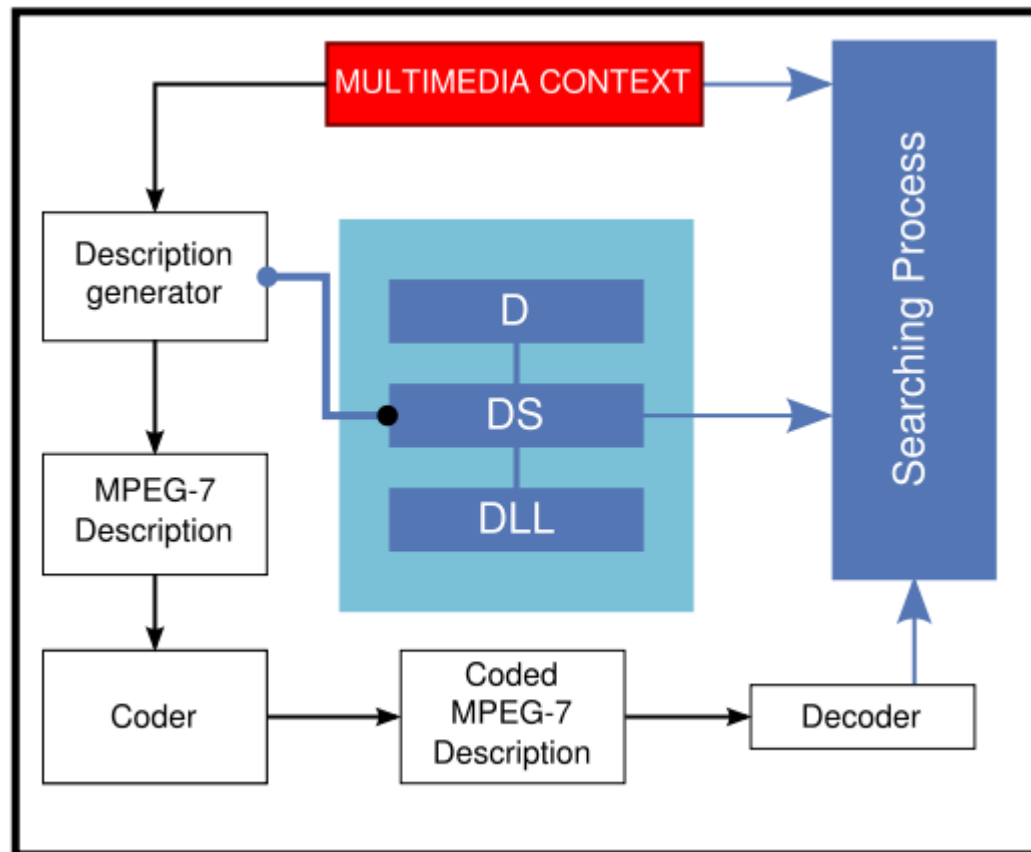 MULTIMEDIA CONTEXT
Description
generator
D
DS
DLL
Searching Process
MPEG-7
Description
Coder
Coded
MPEG-7
Description
Decoder